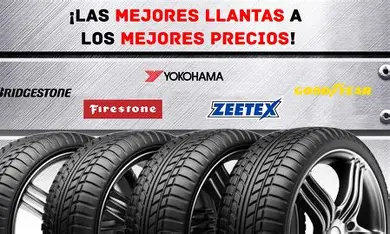 ¡LAS MEJORES LLANTAS A
LOS MEJORES PRECIOS!
YOKOHAMA
BRIDGESTONE
GOODYEAR
Firestone
ZEETEX